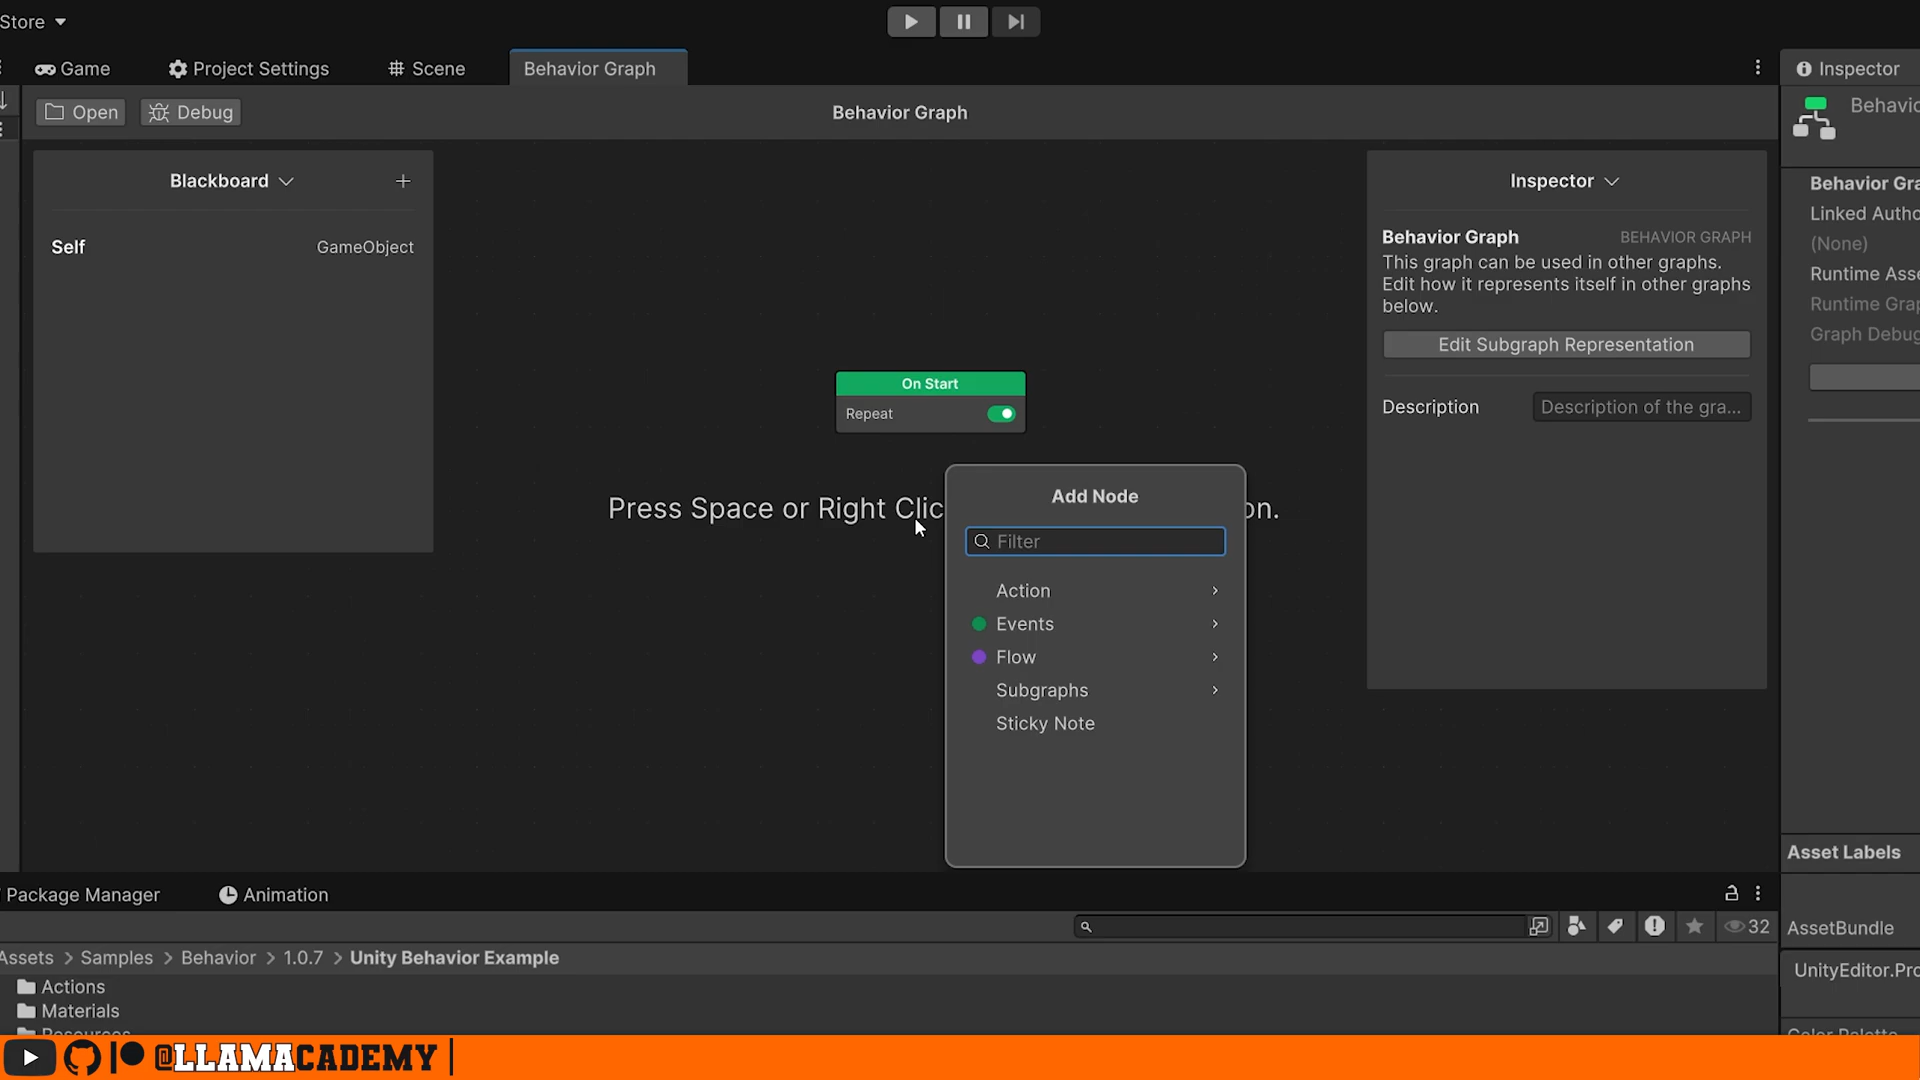 Store
Game
Project Settings
Scene
Behavior Graph
Inspector
Open
Debug
Behavior Graph
Blackboard
Self
GameObject
On Start
Repeat
Press Space or Right Clic
on.
Add Node
Filter
Action
Events
Flow
Subgraphs
Sticky Note
Inspector
Behavior Graph
BEHAVIOR GRAPH
This graph can be used in other graphs.
Edit how it represents itself in other graphs
below.
Edit Subgraph Representation
Description
Description of the gra...
Behavio
Behavior Gra
Linked Autho
(None)
Runtime Asse
Runtime Grap
Graph Debug
Asset Labels
AssetBundle
UnityEditor.Pro
Package Manager
Animation
32
Assets > Samples > Behavior > 1.0.7 > Unity Behavior Example
Actions
Materials
Resources
Color Palette
@LLAMACADEMY